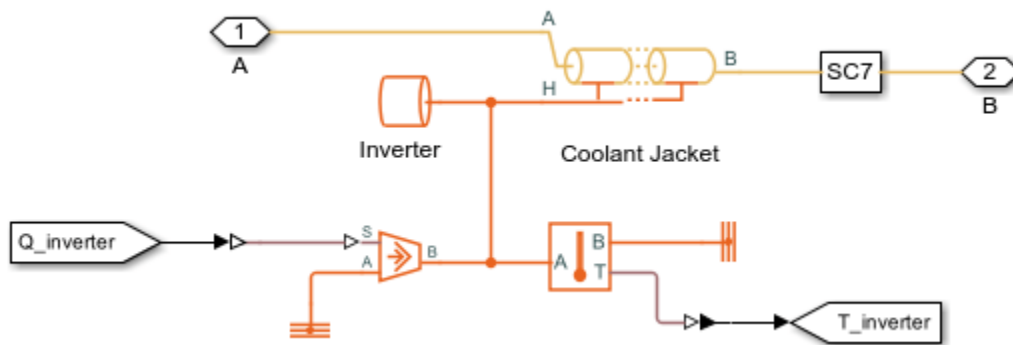 1
A
A
B
SC7
2
B
H
Inverter
Coolant Jacket
Q_inverter
S
A
B
A
B
T
T_inverter